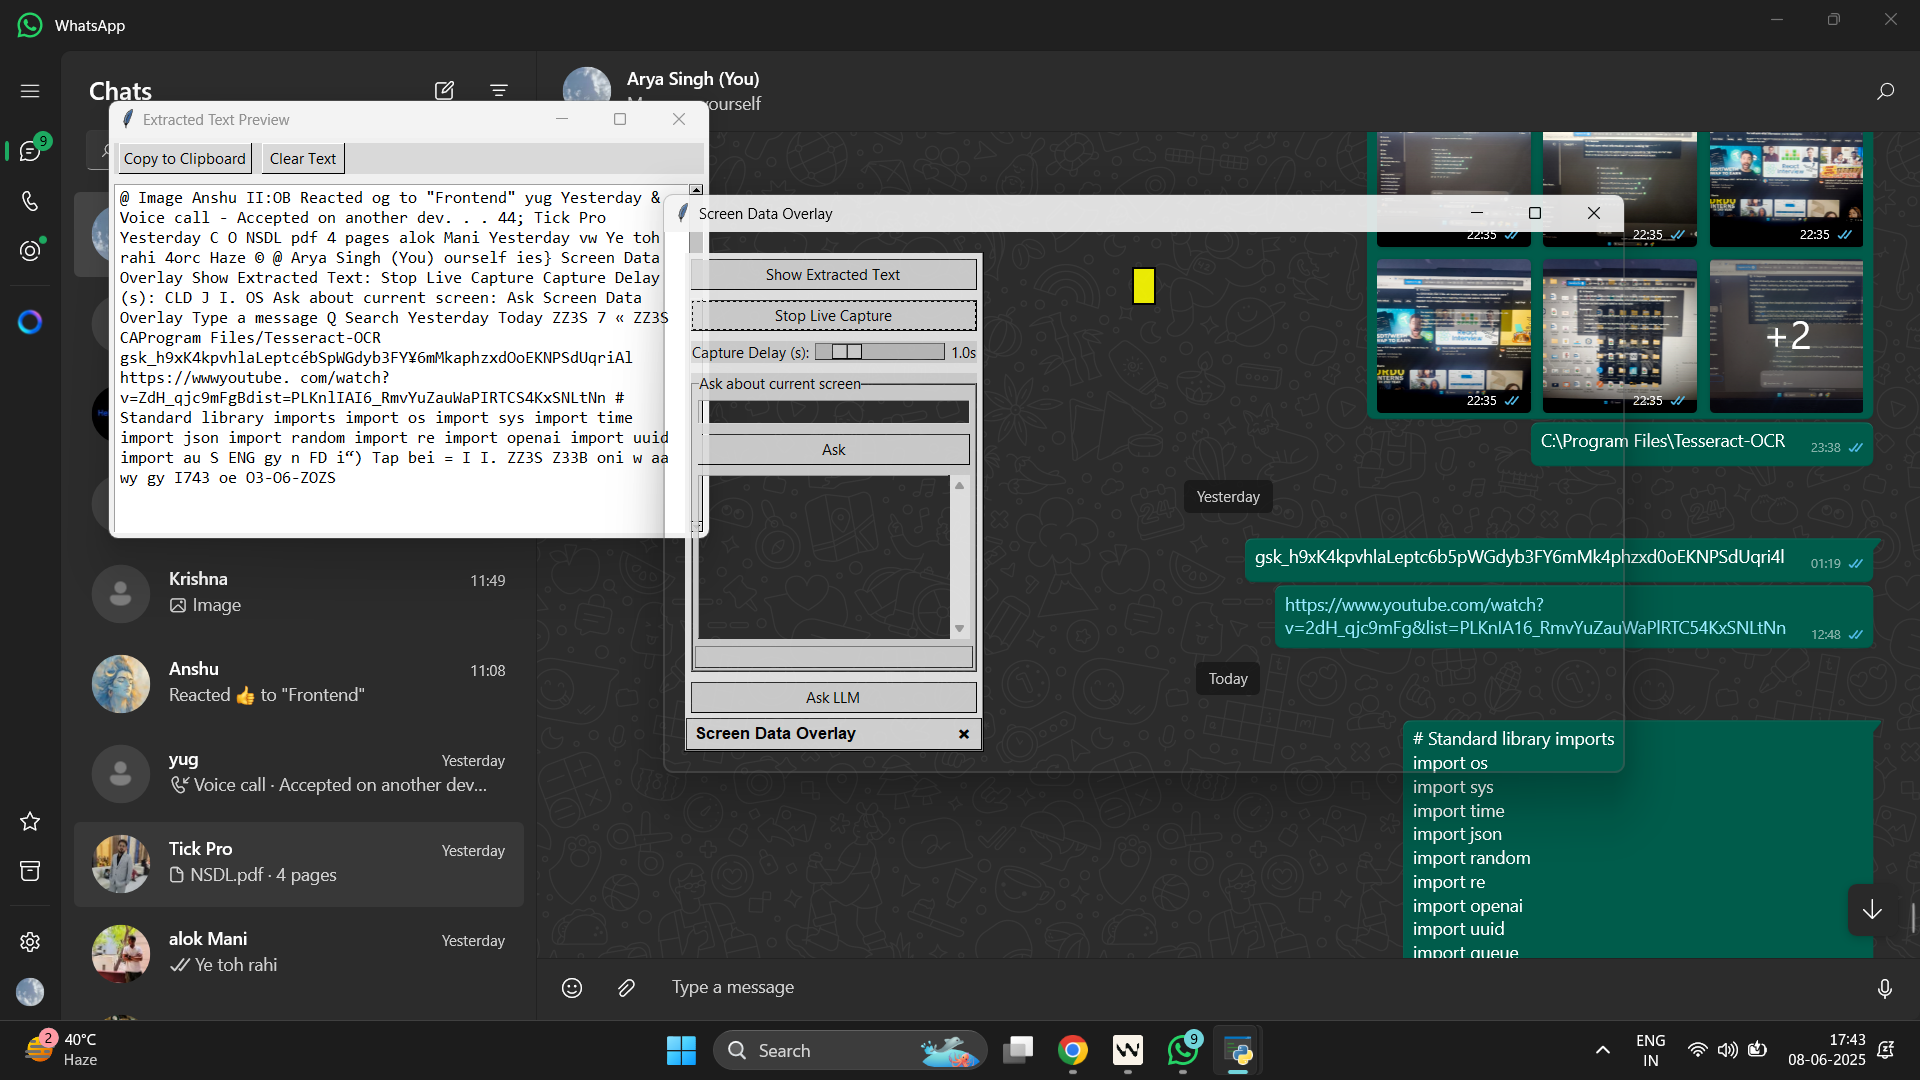 WhatsApp
Chats
Arya Singh (You)
yourself
9
Extracted Text Preview
Copy to Clipboard
Clear Text
@ Image Anshu II:OB Reacted og to "Frontend" yug Yesterday &
Voice call - Accepted on another dev. . . 44; Tick Pro
Yesterday C O NSDL pdf 4 pages alok Mani Yesterday vw Ye toh
rahi 4orc Haze © @ Arya Singh (You) ourself ies} Screen Data
Overlay Show Extracted Text: Stop Live Capture Capture Delay
(s): CLD J I. OS Ask about current screen: Ask Screen Data
Overlay Type a message Q Search Yesterday Today ZZ3S 7 « ZZ3S
CAProgram Files/Tesseract-OCR
gsk_h9xK4kpvhlaLeptcébSpWGdyb3FY¥6mMkaphzxdOoEKNPSdUqriAl
https://wwwyoutube. com/watch?
v=ZdH_qjc9mFgBdist=PLKnlIAI6_RmvYuZauWaPIRTCS4KxSNLtNn #
Standard library imports import os import sys import time
import json import random import re import openai import uuid
import au S ENG gy n FD i“) Tap bei = I I. ZZ3S Z33B oni w aa
wy gy I743 oe O3-O6-ZOZS
Screen Data Overlay
Show Extracted Text
Stop Live Capture
Capture Delay (s):
1.0s
Ask about current screen
Ask
Ask LLM
Screen Data Overlay
22:35
22:35
22:35
22:35
22:35
+2
C:\Program Files\Tesseract-OCR
23:38
Yesterday
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
01:19
https://www.youtube.com/watch?
v=2dH_qjc9mFg&list=PLKnIA16_RmvYuZauWaPlRTC54KxSNLtNn
12:48
Today
# Standard library imports
import os
import sys
import time
import json
import random
import re
import openai
import uuid
import queue
Krishna
11:49
Image
Anshu
11:08
Reacted 👍 to "Frontend"
yug
Yesterday
Voice call · Accepted on another dev...
Tick Pro
Yesterday
NSDL.pdf · 4 pages
alok Mani
Yesterday
Ye toh rahi
Type a message
2
40°C
Haze
Search
9
ENG
IN
17:43
08-06-2025